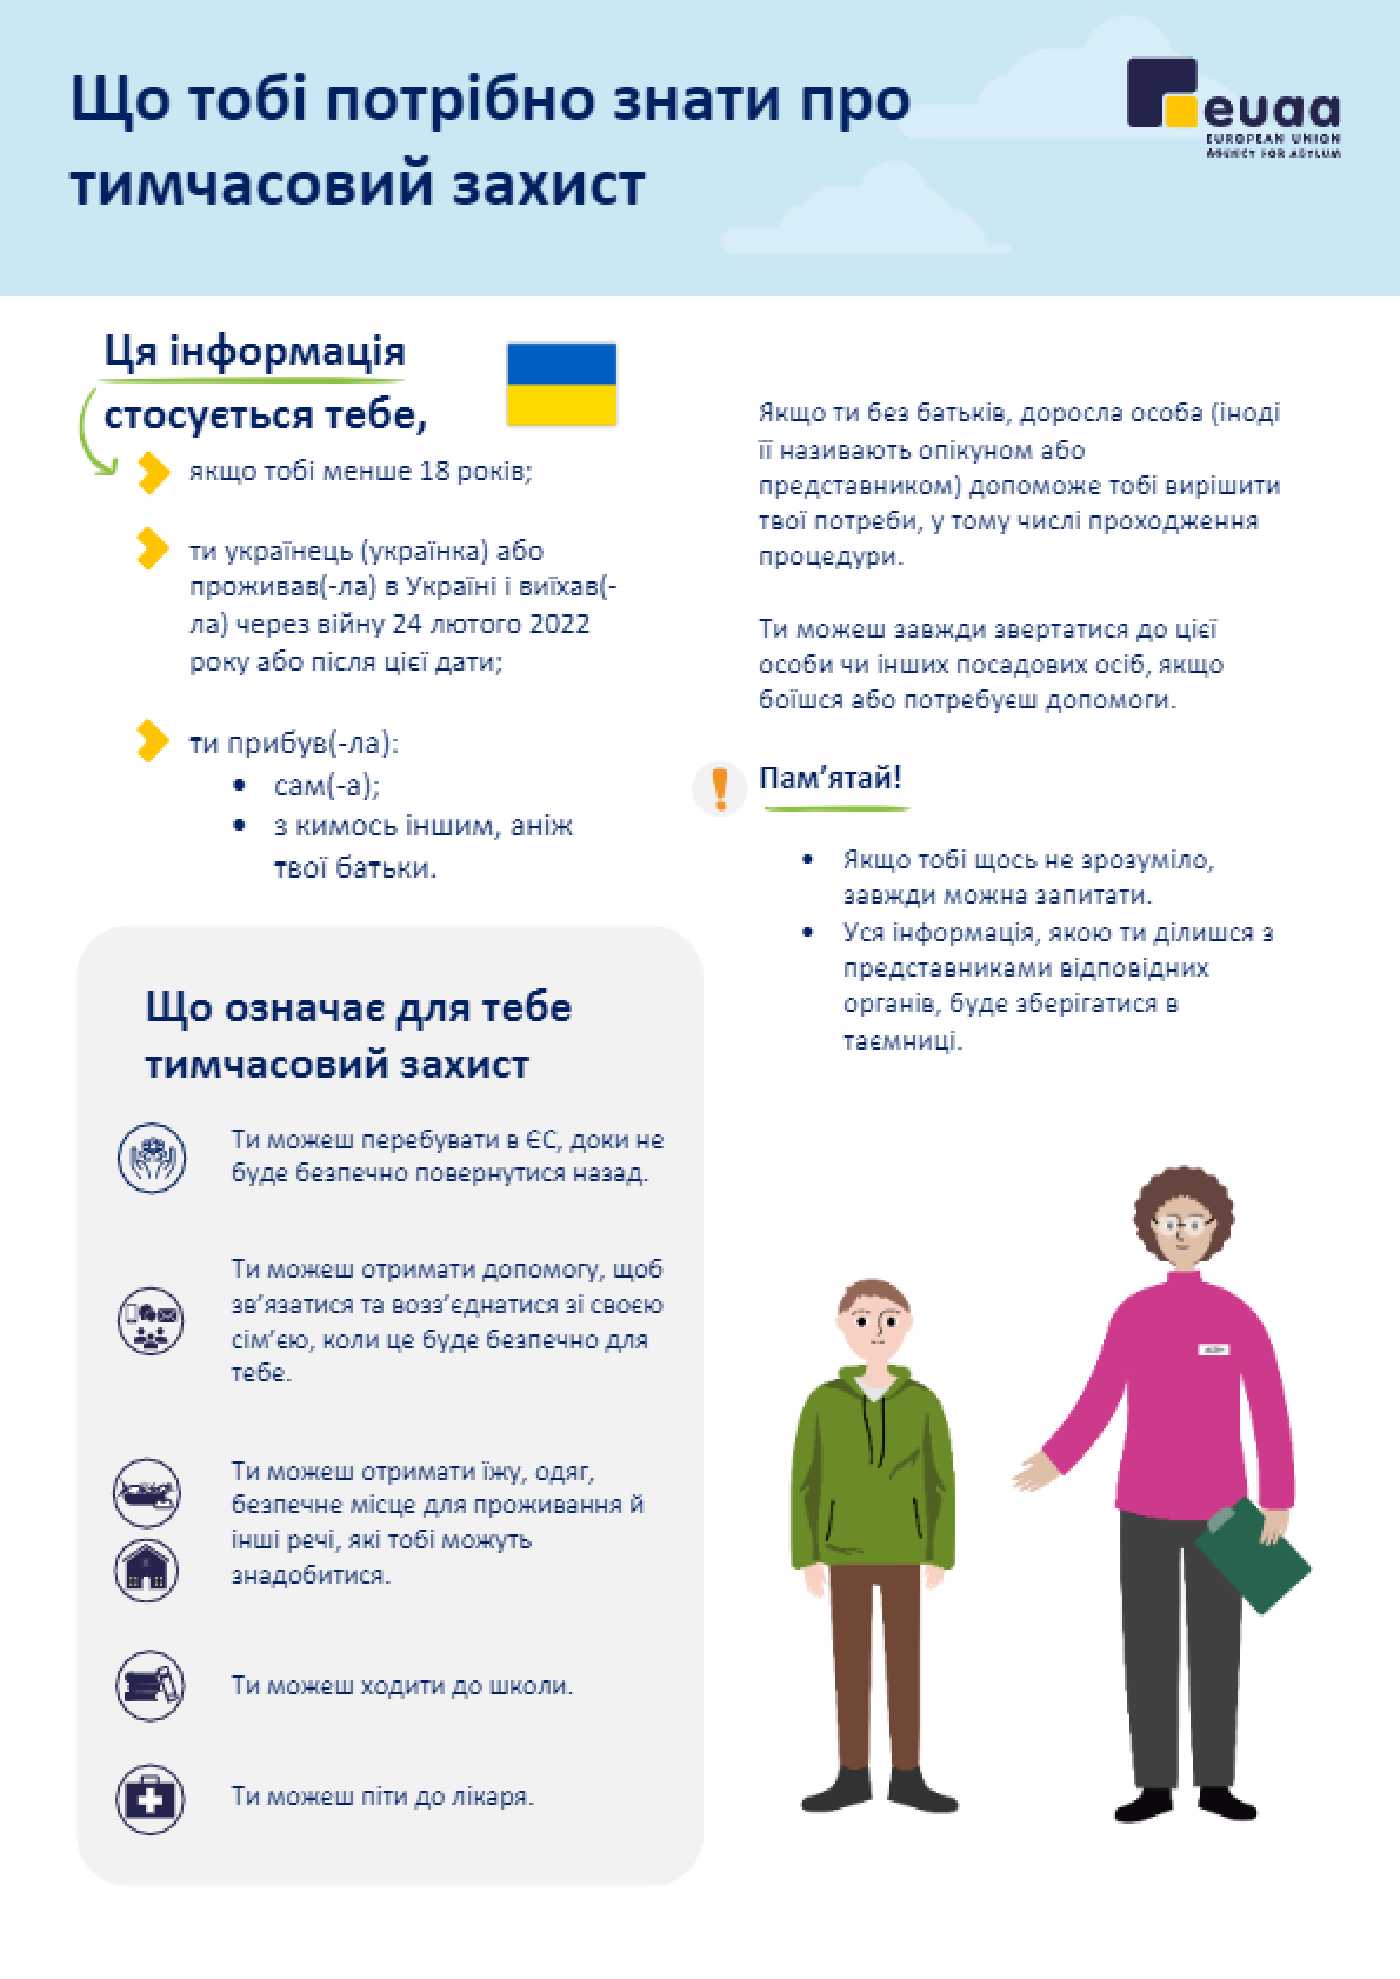 Що тобі потрібно знати про
тимчасовий захист
euaa
EUROPEAN UNION
AGENCY FOR ASYLUM
Ця інформація
стосується тебе,
якщо тобі менше 18 років;
ти українець (українка) або
проживав(-ла) в Україні і виїхав(-
ла) через війну 24 лютого 2022
року або після цієї дати;
ти прибув(-ла):
• сам(-а);
• з кимось іншим, аніж
твої батьки.
Що означає для тебе
тимчасовий захист
Ти можеш перебувати в ЄС, доки не
буде безпечно повернутися назад.
Ти можеш отримати допомогу, щоб
зв’язатися та возз’єднатися зі своєю
сім’єю, коли це буде безпечно для
тебе.
Ти можеш отримати їжу, одяг,
безпечне місце для проживання й
інші речі, які тобі можуть
знадобитися.
Ти можеш ходити до школи.
Ти можеш піти до лікаря.
Якщо ти без батьків, доросла особа (іноді
її називають опікуном або
представником) допоможе тобі вирішити
твої потреби, у тому числі проходження
процедури.
Ти можеш завжди звертатися до цієї
особи чи інших посадових осіб, якщо
боїшся або потребуєш допомоги.
Пам’ятай!
• Якщо тобі щось не зрозуміло,
завжди можна запитати.
• Уся інформація, якою ти ділишся з
представниками відповідних
органів, буде зберігатися в
таємниці.